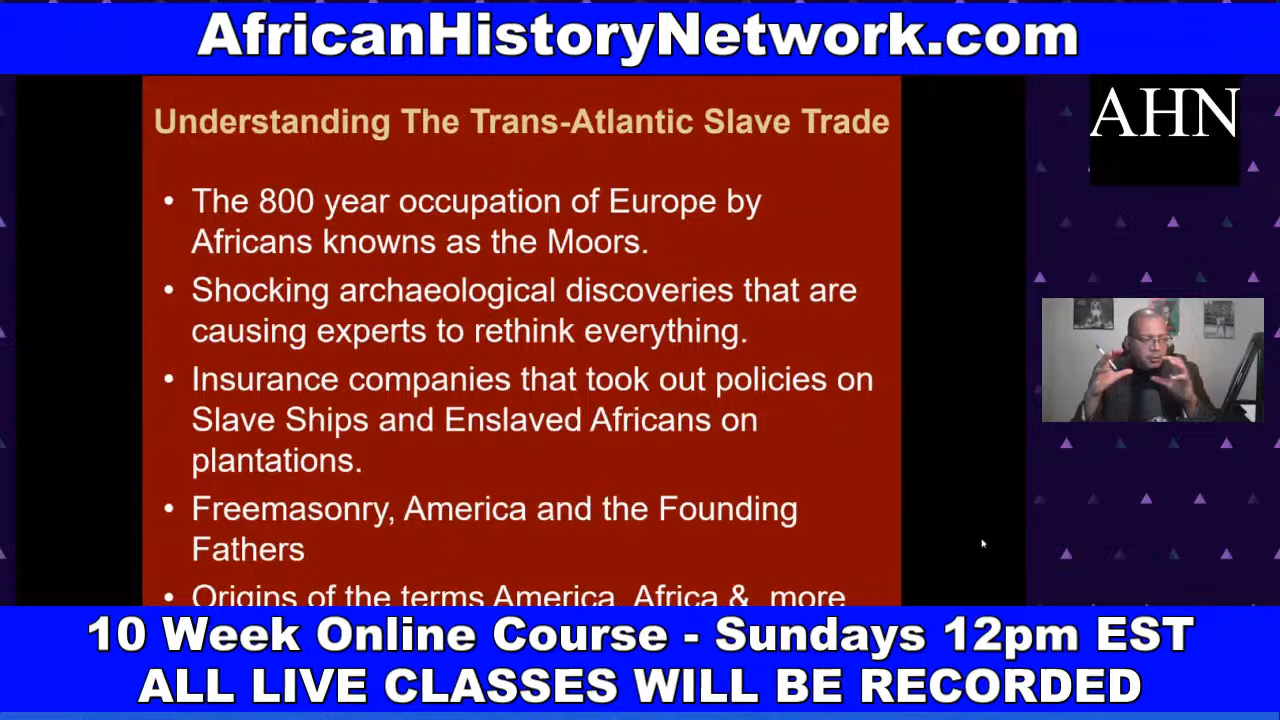 AfricanHistoryNetwork.com
AHN
Understanding The Trans-Atlantic Slave Trade
• The 800 year occupation of Europe by
Africans knowns as the Moors.
• Shocking archaeological discoveries that are
causing experts to rethink everything.
• Insurance companies that took out policies on
Slave Ships and Enslaved Africans on
plantations.
• Freemasonry, America and the Founding
Fathers
• Origins of the terms America, Africa & more
10 Week Online Course - Sundays 12pm EST
ALL LIVE CLASSES WILL BE RECORDED